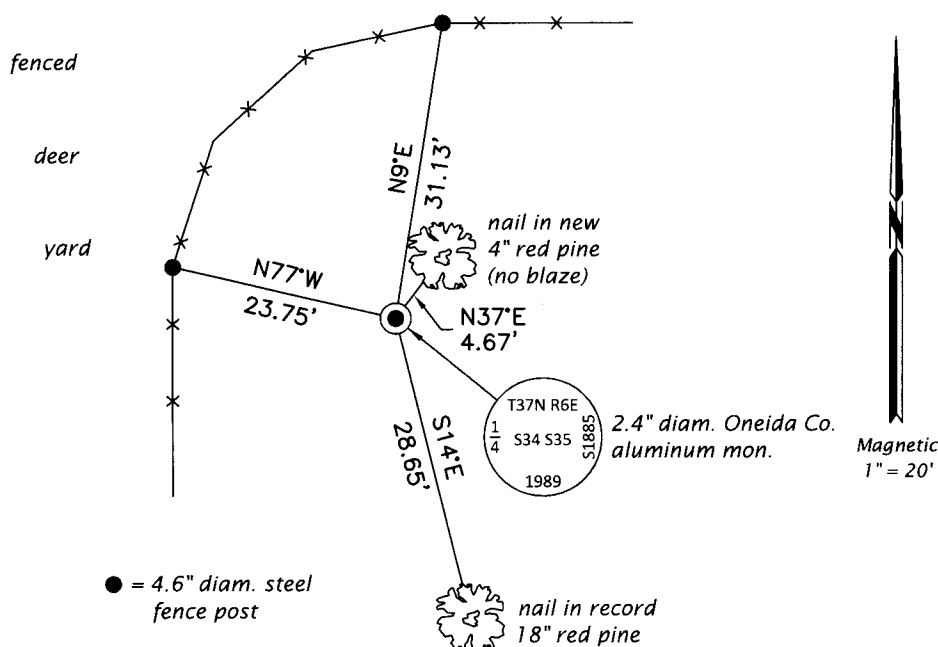 fenced
deer
yard
N9°E
31.13'
nail in new
4" red pine
(no blaze)
N77°W
23.75'
N37°E
4.67'
S14°E
28.65'
T37N R6E
1/4 S34 S35
S1885
1989
2.4" diam. Oneida Co.
aluminum mon.
N
Magnetic
1" = 20'
● = 4.6" diam. steel
fence post
nail in record
18" red pine